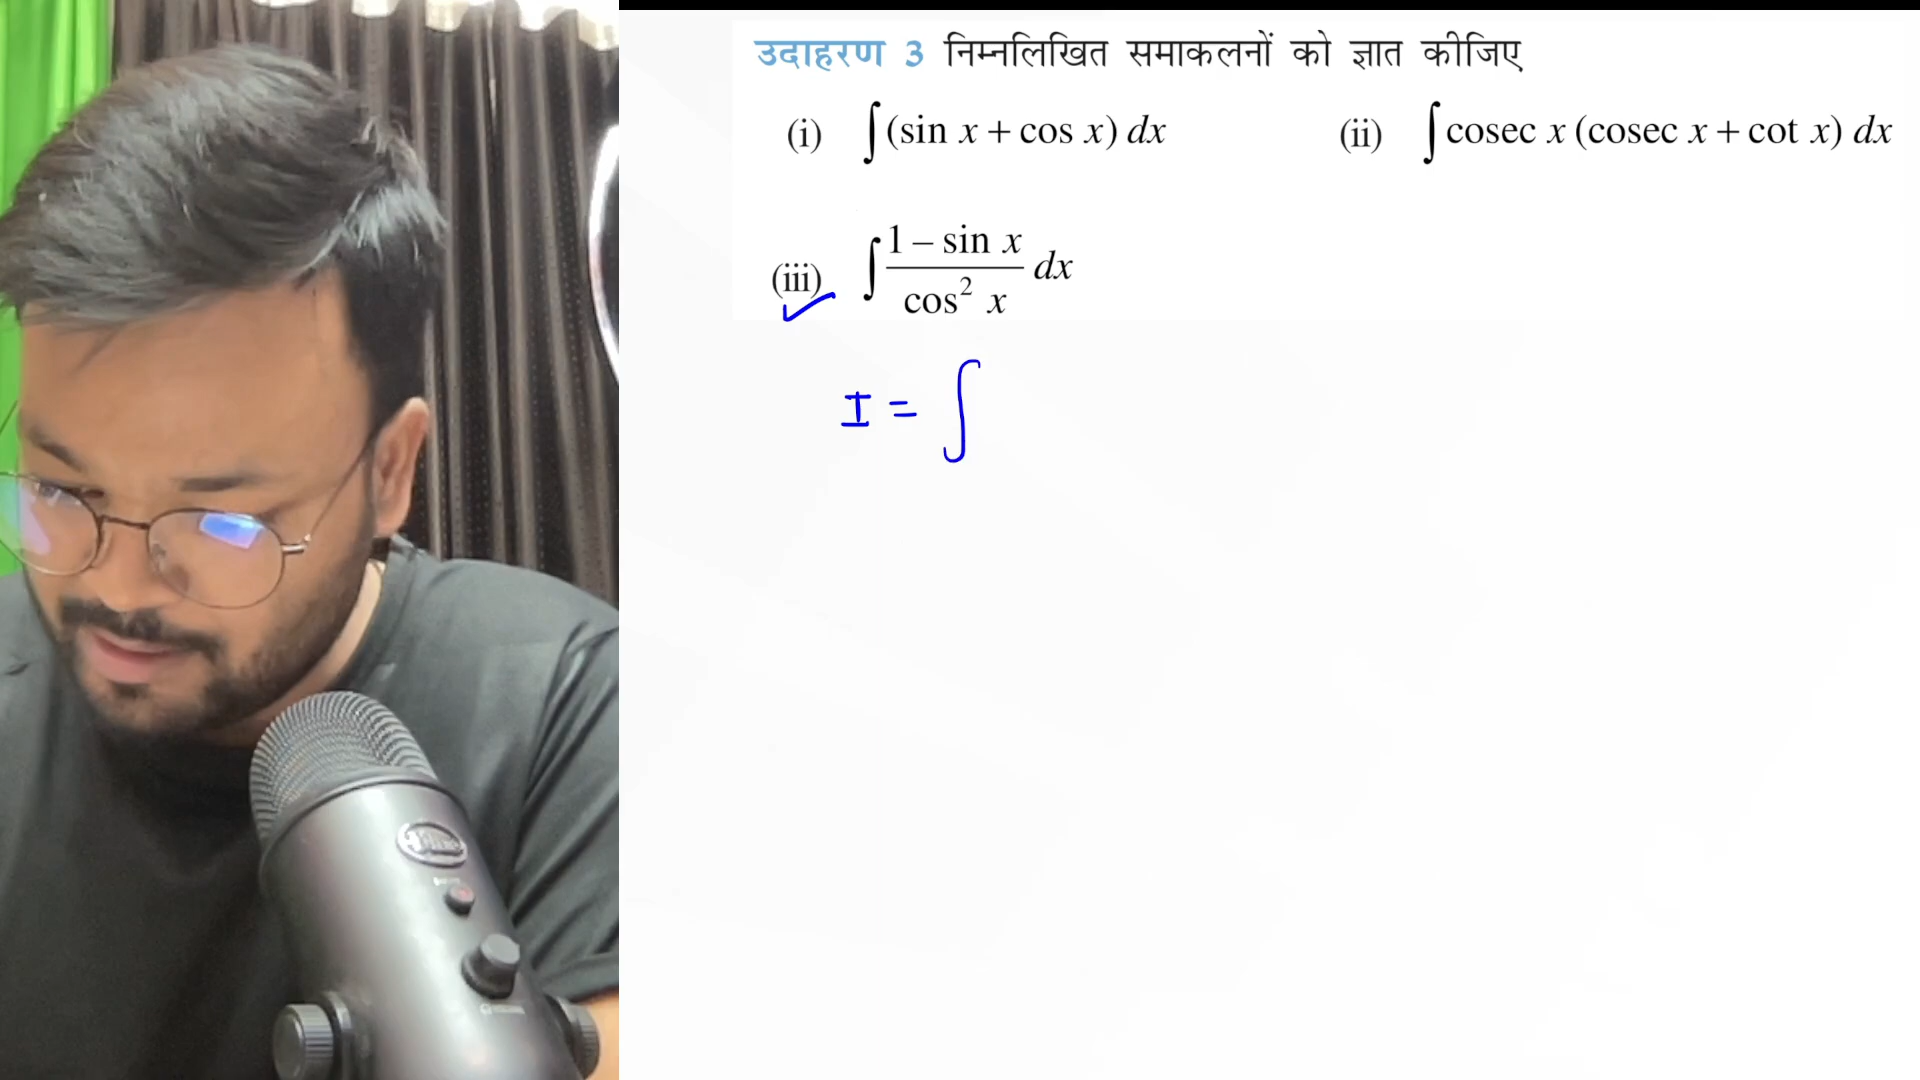 उदाहरण 3 निम्नलिखित समाकलनों को ज्ञात कीजिए
(i) ∫(sin x + cos x) dx (ii) ∫cosec x (cosec x + cot x) dx
(iii) ∫ (1 – sin x)/(cos² x) dx
I = ∫